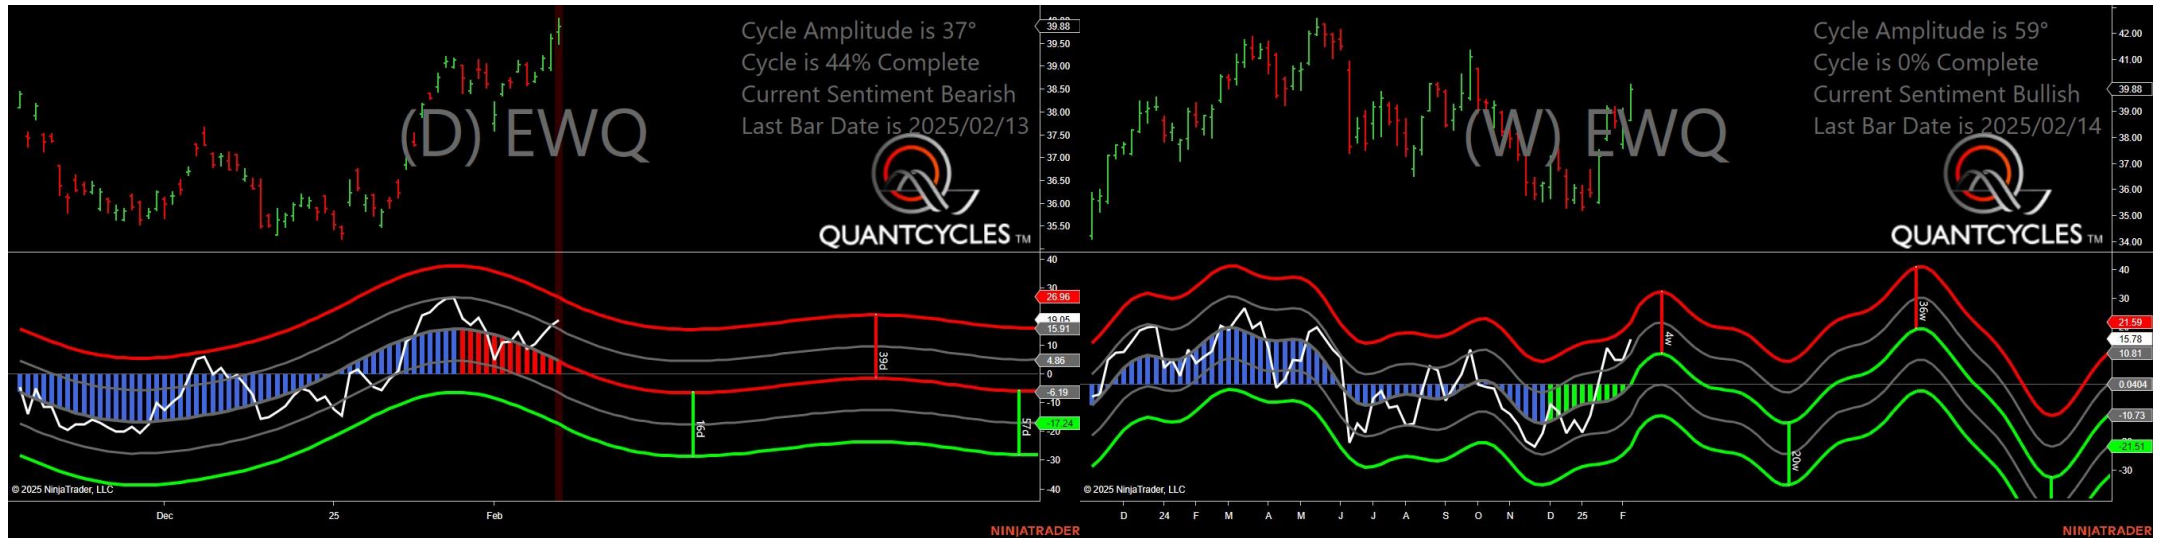 Cycle Amplitude is 37°
Cycle is 44% Complete
Current Sentiment Bearish
Last Bar Date is 2025/02/13
(D) EWQ
QUANTCYCLES TM
39.88
39.50
39.00
38.50
38.00
37.50
37.00
36.50
36.00
35.50
40
30
26.96
19.05
15.91
10
4.86
0
-6.19
-10
-17.24
-20
-30
-40
16d
39d
57d
© 2025 NinjaTrader, LLC
Dec
25
Feb
NINJATRADER
Cycle Amplitude is 59°
Cycle is 0% Complete
Current Sentiment Bullish
Last Bar Date is 2025/02/14
(W) EWQ
QUANTCYCLES TM
42.00
41.00
39.88
39.00
38.00
37.00
36.00
35.00
34.00
40
30
21.59
15.78
10.81
0.0404
-10.73
-21.51
-30
4w
20w
36w
© 2025 NinjaTrader, LLC
D
24
F
M
A
M
J
J
A
S
O
N
D
25
F
NINJATRADER